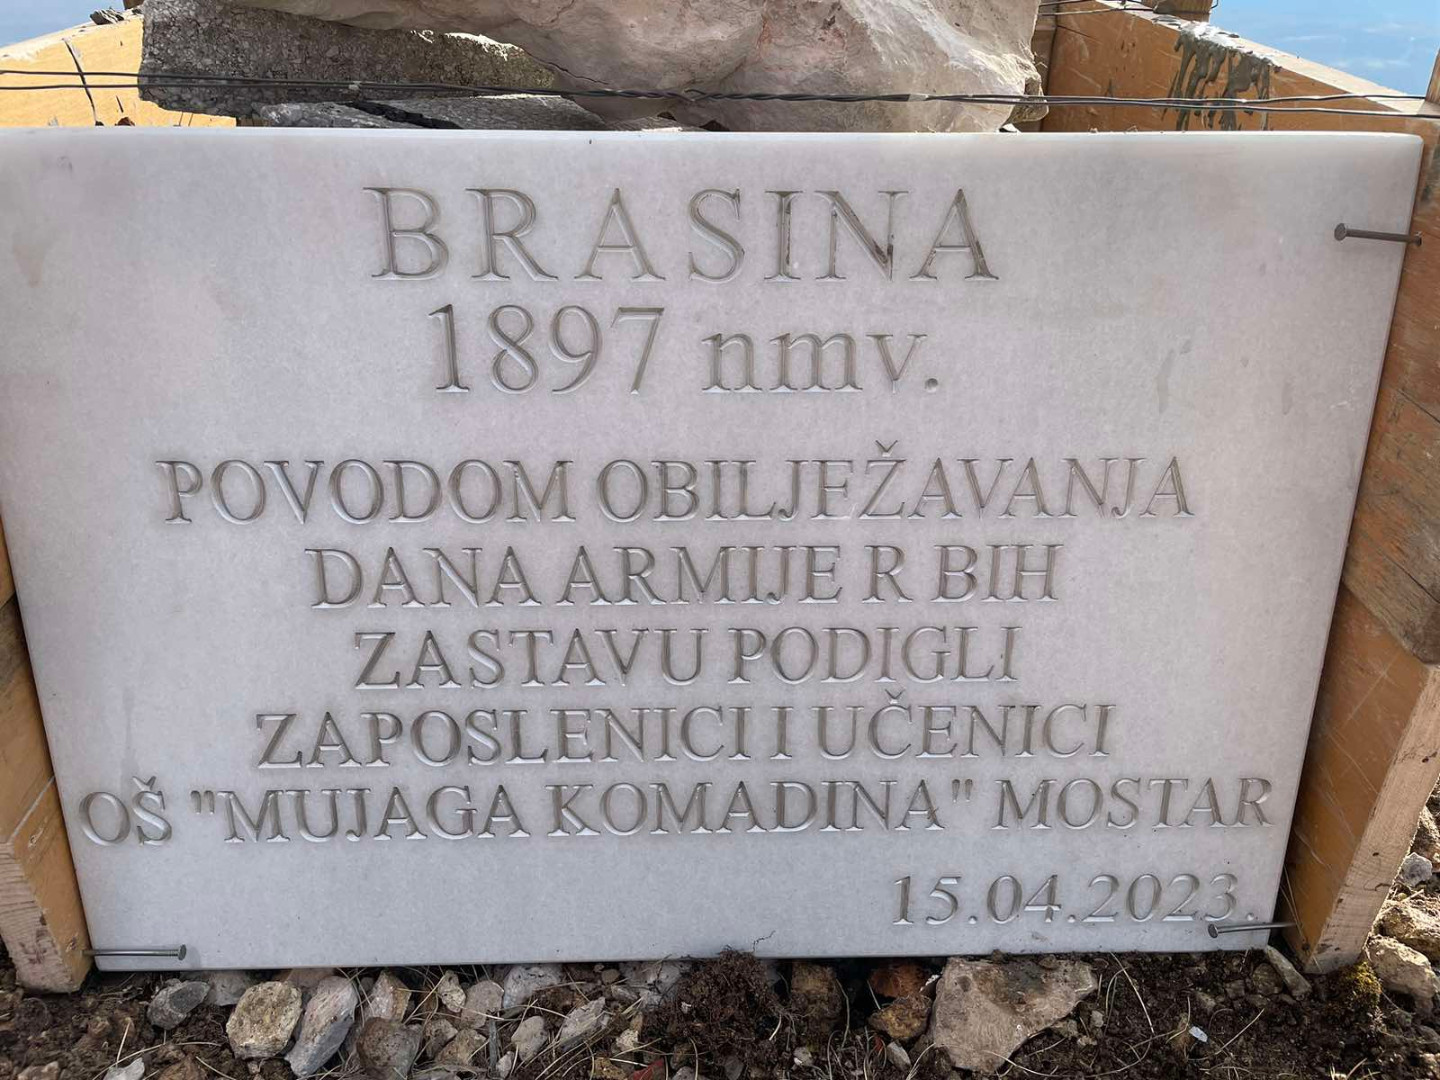 BRASINA
1897 nmv.
POVODOM OBILJEŽAVANJA
DANA ARMIJE R BIH
ZASTAVU PODIGLI
ZAPOSLENICI I UČENICI
OŠ "MUJAGA KOMADINA" MOSTAR
15.04.2023.